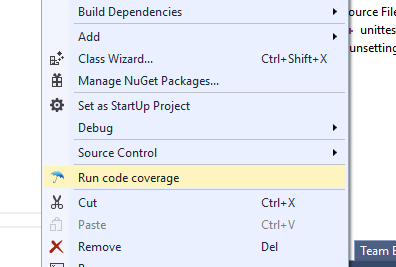 Build Dependencies
ource File
Add
unittes
Class Wizard... Ctrl+Shift+X
unsetting
Manage NuGet Packages...
Set as StartUp Project
Debug
Source Control
Run code coverage
Cut Ctrl+X
Paste Ctrl+V
Remove Del
Team E